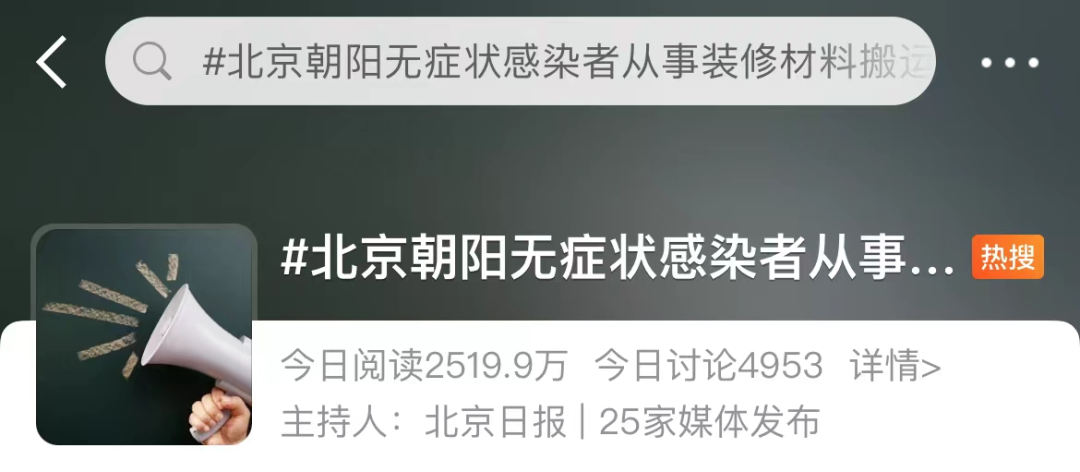 #北京朝阳无症状感染者从事装修材料搬运
#北京朝阳无症状感染者从事... 热搜
今日阅读2519.9万 今日讨论4953 详情>
主持人：北京日报 | 25家媒体发布